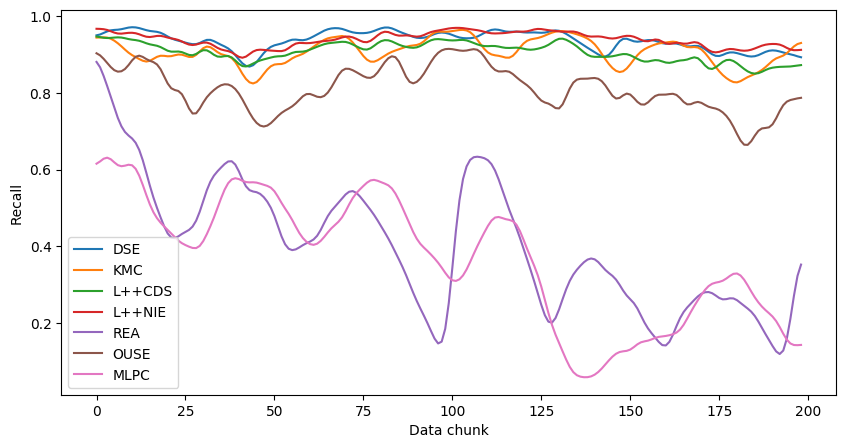 1.0
0.8
0.6
0.4
0.2
Recall
DSE
KMC
L++CDS
L++NIE
REA
OUSE
MLPC
0 25 50 75 100 125 150 175 200
Data chunk